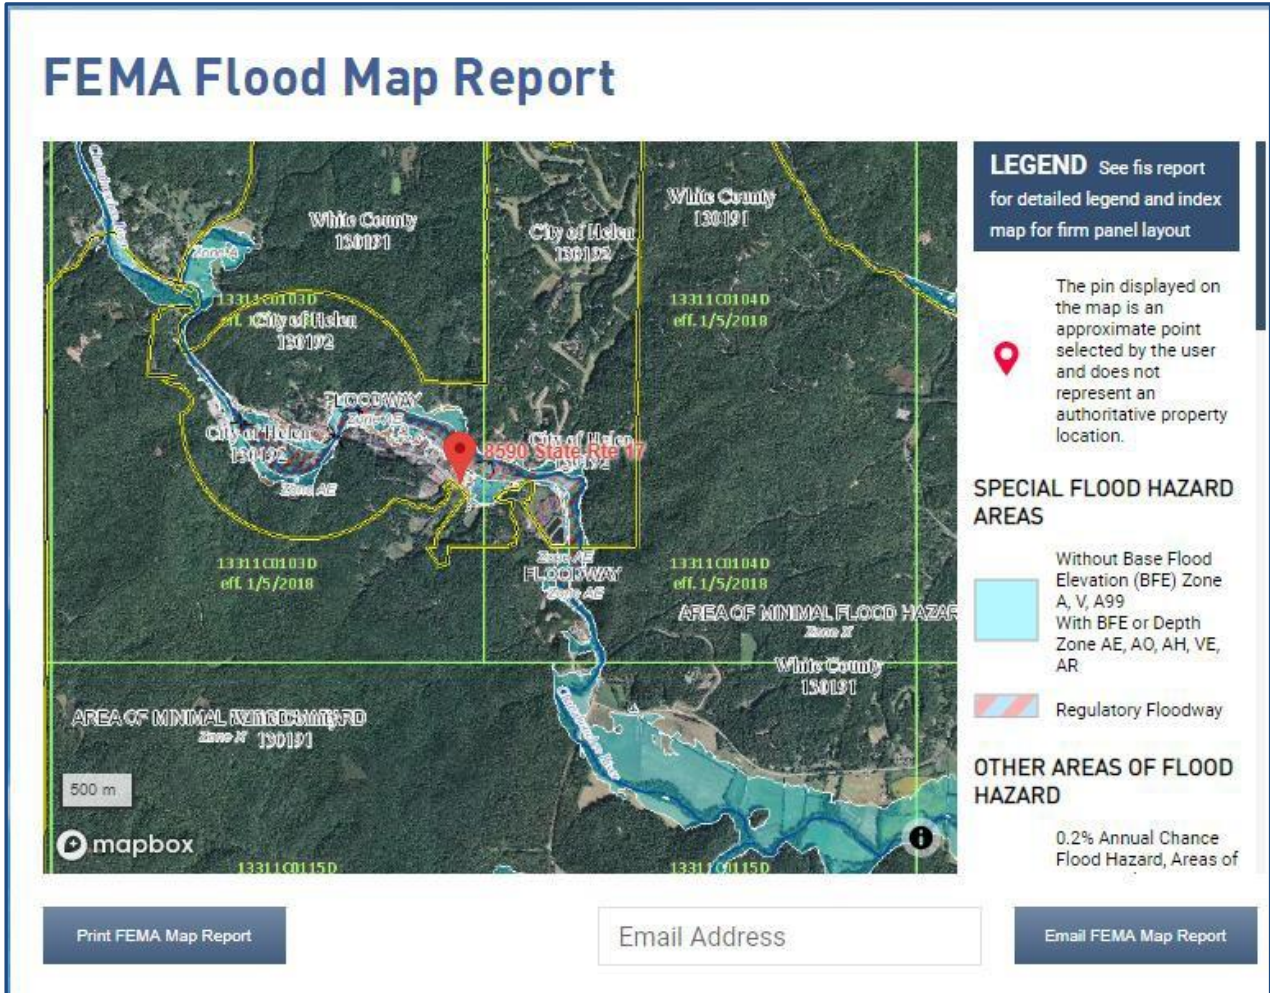 FEMA Flood Map Report
Chattahoochee River
White County
130191
City of Helen
130192
White County
130191
Zone A
13311C0103D
eff. 1/5/2018
City of Helen
130192
13311C0104D
eff. 1/5/2018
FLOODWAY
Zone AE
City of Helen
130192
Zone AE
8590 State Rte 17
City of Helen
130192
13311C0103D
eff. 1/5/2018
Zone AE
FLOODWAY
Zone AE
13311C0104D
eff. 1/5/2018
AREA OF MINIMAL FLOOD HAZAR
Zone X
White County
130191
AREA OF MINIMAL
Zone X
130191
Chattahoochee River
500 m
mapbox
13311C0115D
13311C0115D
LEGEND See fis report
for detailed legend and index
map for firm panel layout
The pin displayed on
the map is an
approximate point
selected by the user
and does not
represent an
authoritative property
location.
SPECIAL FLOOD HAZARD
AREAS
Without Base Flood
Elevation (BFE) Zone
A, V, A99
With BFE or Depth
Zone AE, AO, AH, VE,
AR
Regulatory Floodway
OTHER AREAS OF FLOOD
HAZARD
0.2% Annual Chance
Flood Hazard, Areas of
Print FEMA Map Report
Email Address
Email FEMA Map Report